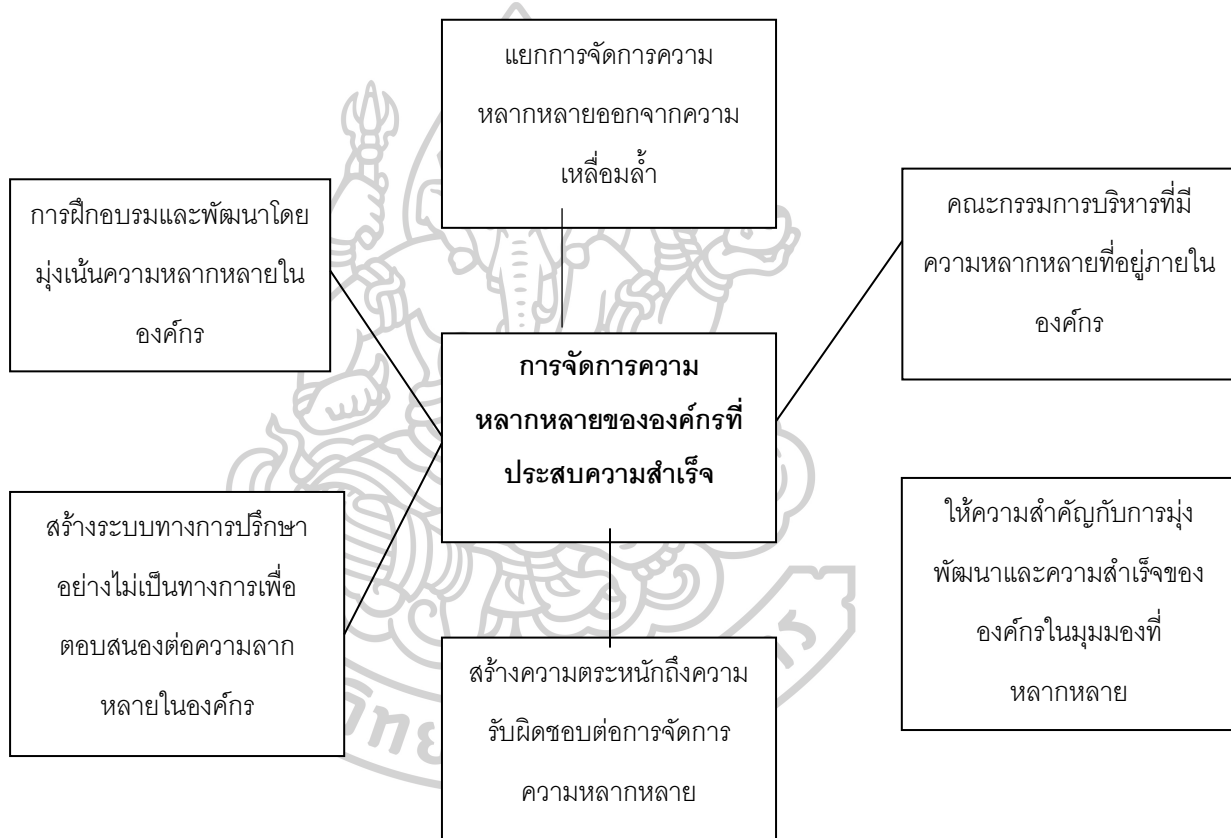 แยกการจัดการความ
หลากหลายออกจากความ
เหลื่อมล้ำ
การฝึกอบรมและพัฒนาโดย
มุ่งเน้นความหลากหลายใน
องค์กร
คณะกรรมการบริหารที่มี
ความหลากหลายที่อยู่ภายใน
องค์กร
การจัดการความ
หลากหลายขององค์กรที่
ประสบความสำเร็จ
สร้างระบบทางการปรึกษา
อย่างไม่เป็นทางการเพื่อ
ตอบสนองต่อความลาก
หลายในองค์กร
ให้ความสำคัญกับการมุ่ง
พัฒนาและความสำเร็จของ
องค์กรในมุมมองที่
หลากหลาย
สร้างความตระหนักถึงความ
รับผิดชอบต่อการจัดการ
ความหลากหลาย